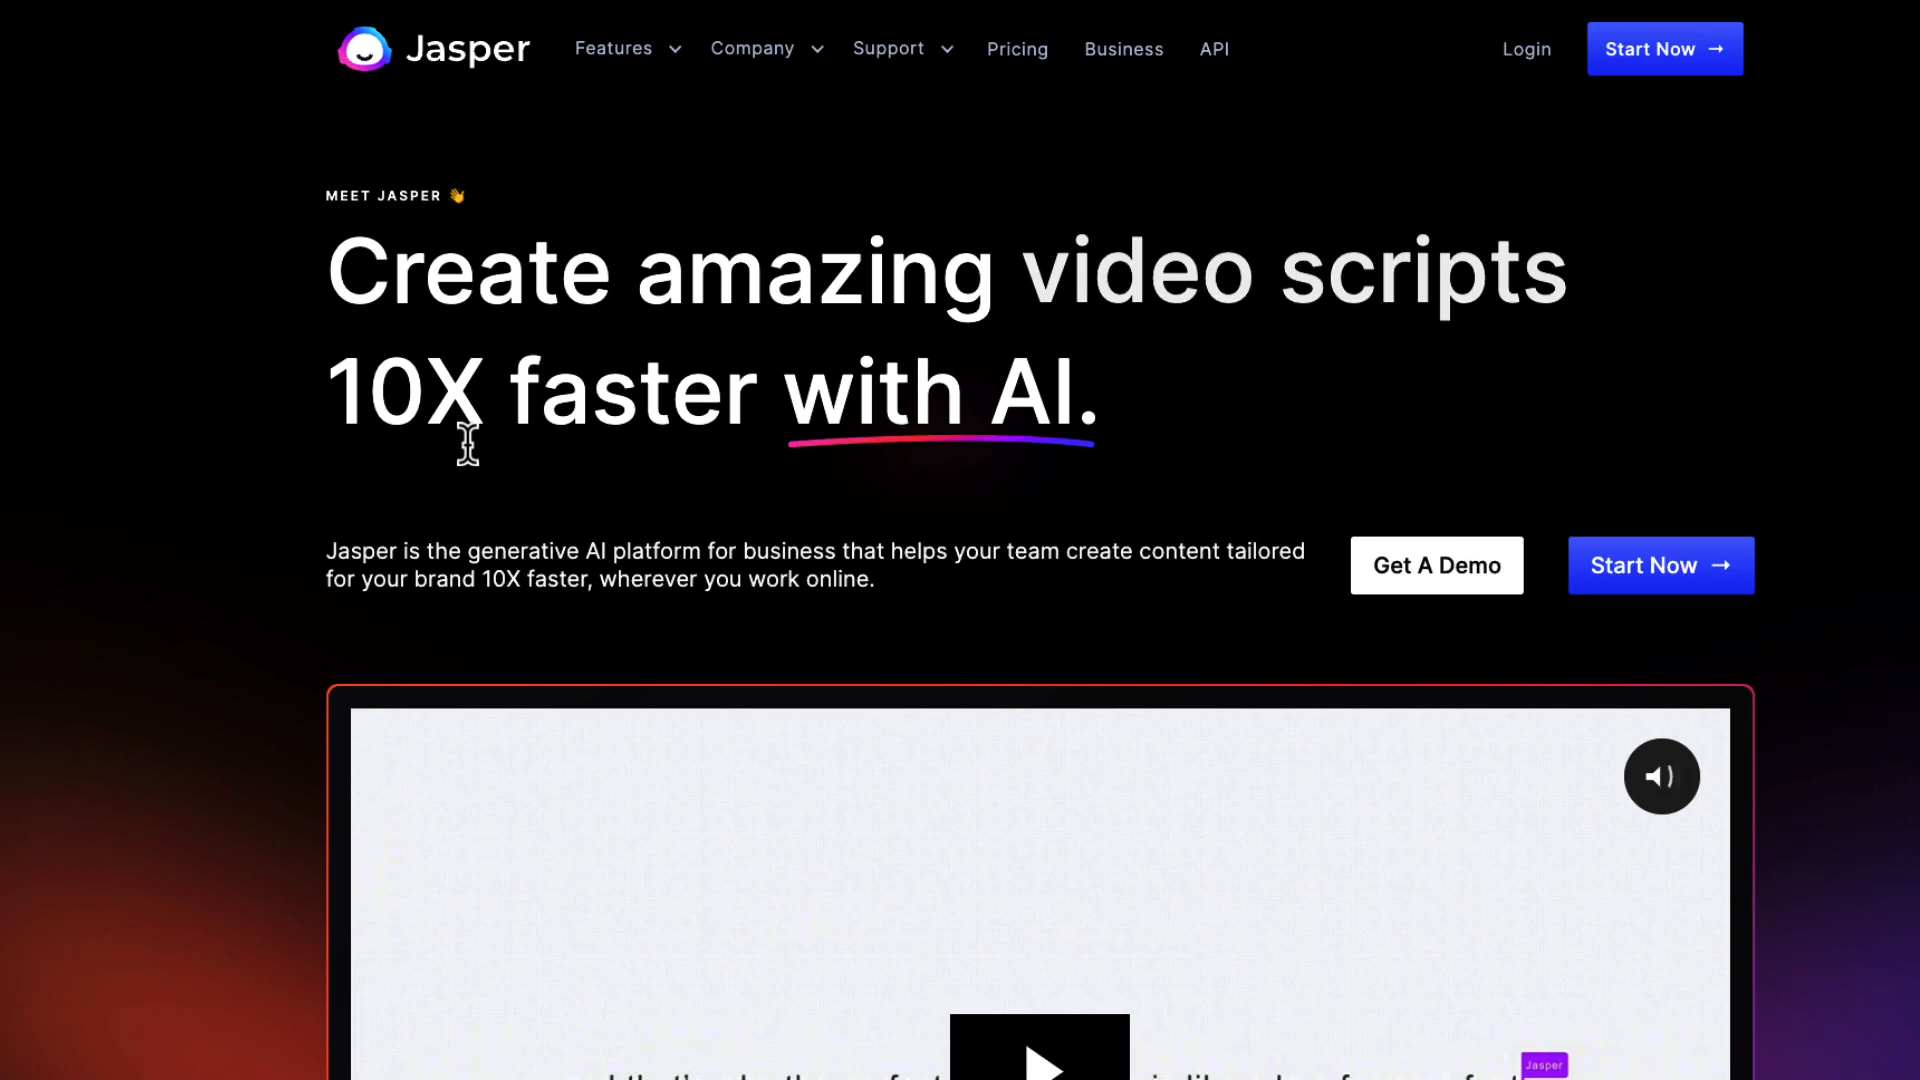 Jasper
Features Company Support Pricing Business API Login Start Now →
MEET JASPER 👋
Create amazing video scripts
10X faster with AI.
Jasper is the generative AI platform for business that helps your team create content tailored
for your brand 10X faster, wherever you work online.
Get A Demo Start Now →
Jasper